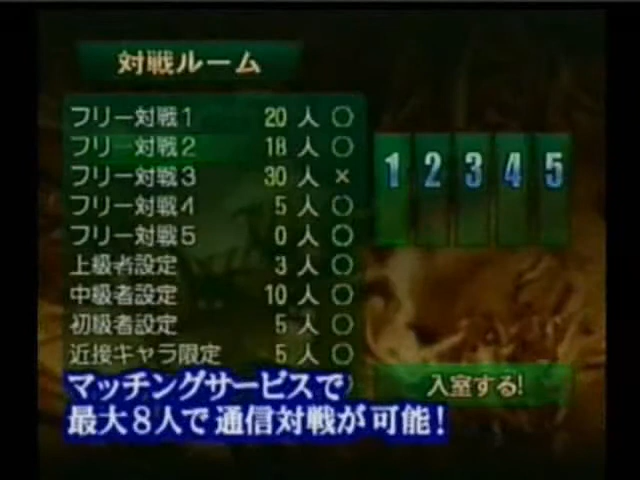 対戦ルーム
フリー対戦1 20 人 ○
フリー対戦2 18 人 ○
フリー対戦3 30 人 ×
フリー対戦4 5 人 ○
フリー対戦5 0 人 ○
上級者設定 3 人 ○
中級者設定 10 人 ○
初級者設定 5 人 ○
近接キャラ限定 5 人 ○
1 2 3 4 5
入室する!
マッチングサービスで
最大8人で通信対戦が可能!